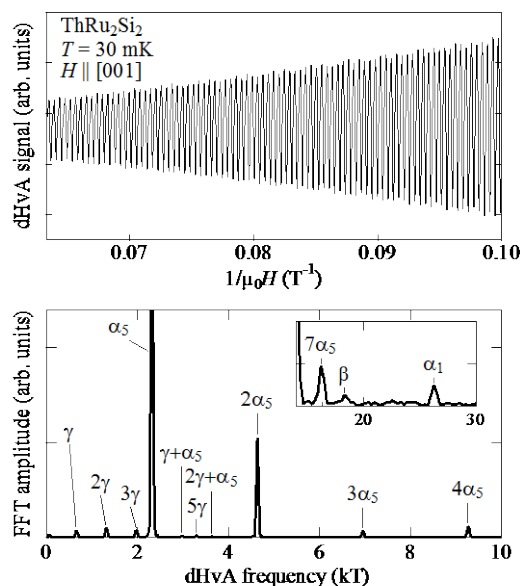 ThRu₂Si₂
T = 30 mK
H || [001]
dHvA signal (arb. units)
0.07 0.08 0.09 0.10
1/μ₀H (T⁻¹)
FFT amplitude (arb. units)
α₅
7α₅
β
α₁
20 30
2α₅
γ
2γ
3γ
γ+α₅
2γ+α₅
5γ
3α₅
4α₅
0 2 4 6 8 10
dHvA frequency (kT)